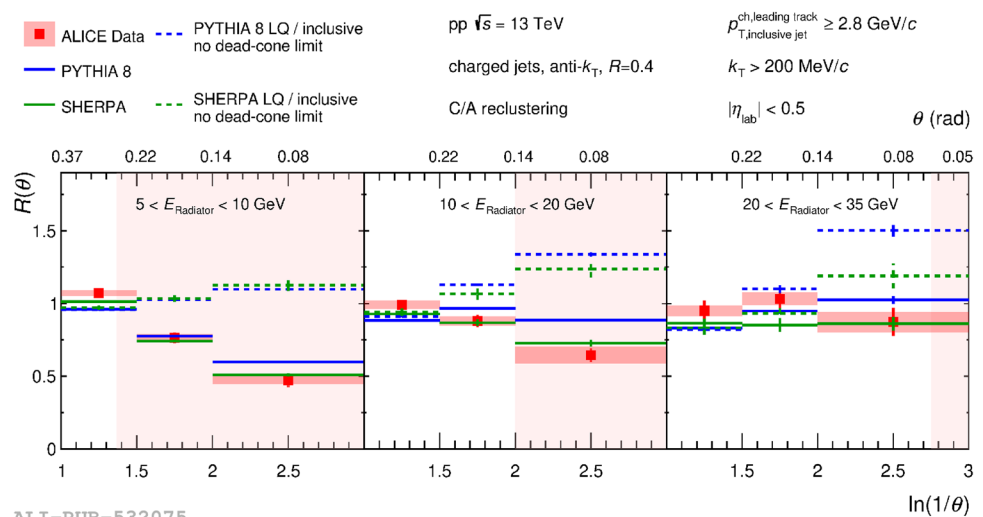 ALICE Data
PYTHIA 8 LQ / inclusive
no dead-cone limit
PYTHIA 8
SHERPA
SHERPA LQ / inclusive
no dead-cone limit
pp √s = 13 TeV
charged jets, anti-kT, R=0.4
C/A reclustering
p ch,leading track T,inclusive jet ≥ 2.8 GeV/c
kT > 200 MeV/c
|ηlab| < 0.5
θ (rad)
0.37 0.22 0.14 0.08 0.22 0.14 0.08 0.22 0.14 0.08 0.05
R(θ)
5 < ERadiator < 10 GeV
10 < ERadiator < 20 GeV
20 < ERadiator < 35 GeV
1.5
1
0.5
0
1 1.5 2 2.5 1.5 2 2.5 1.5 2 2.5 3
ln(1/θ)
ALI-PUB-532075